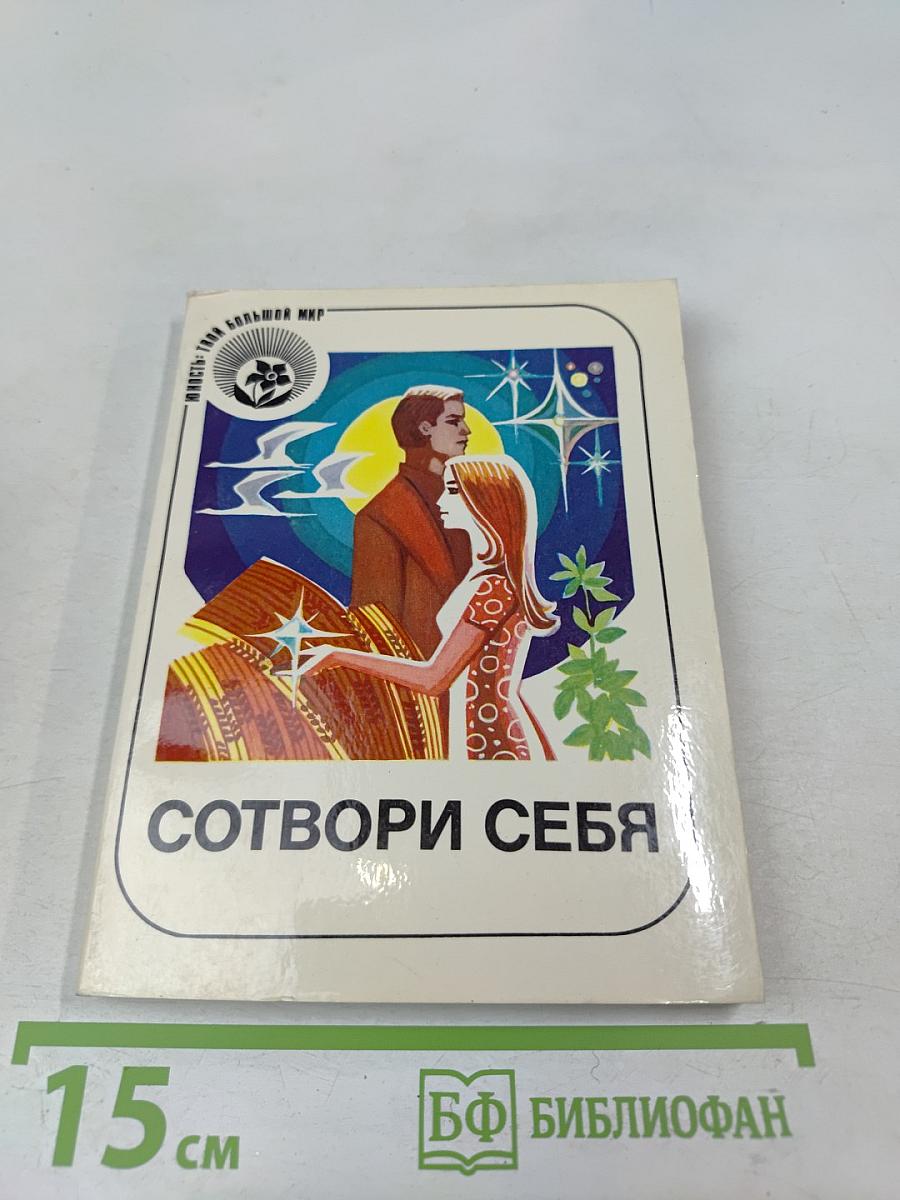 ЮНОСТЬ: ТВОЙ БОЛЬШОЙ МИР
СОТВОРИ СЕБЯ
15 см
БФ БИБЛИОФАН